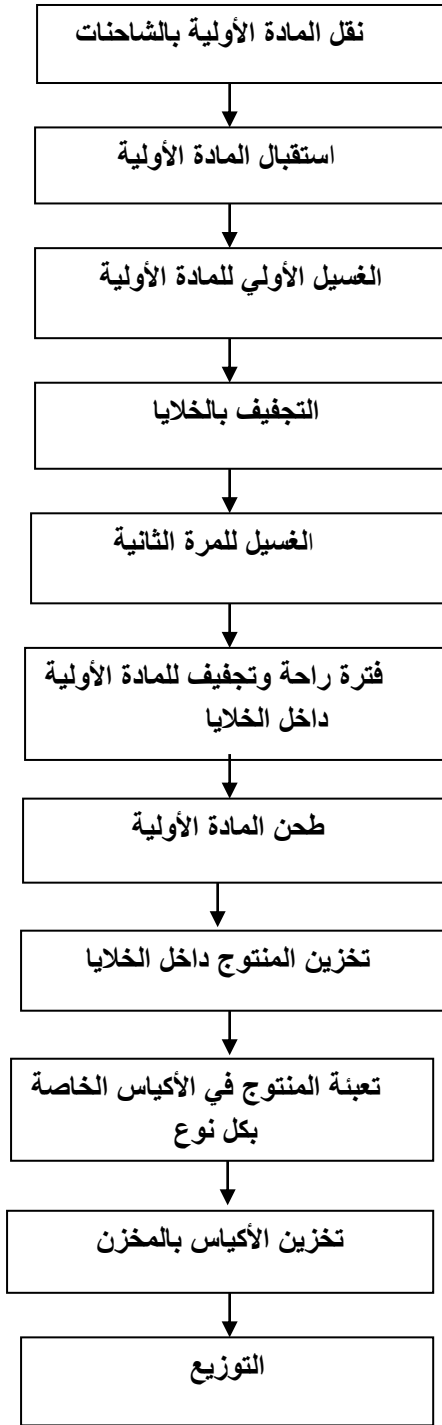 نقل المادة الأولية بالشاحنات
استقبال المادة الأولية
الغسيل الأولي للمادة الأولية
التجفيف بالخلايا
الغسيل للمرة الثانية
فترة راحة وتجفيف للمادة الأولية
داخل الخلايا
طحن المادة الأولية
تخزين المنتوج داخل الخلايا
تعبئة المنتوج في الأكياس الخاصة
بكل نوع
تخزين الأكياس بالمخزن
التوزيع